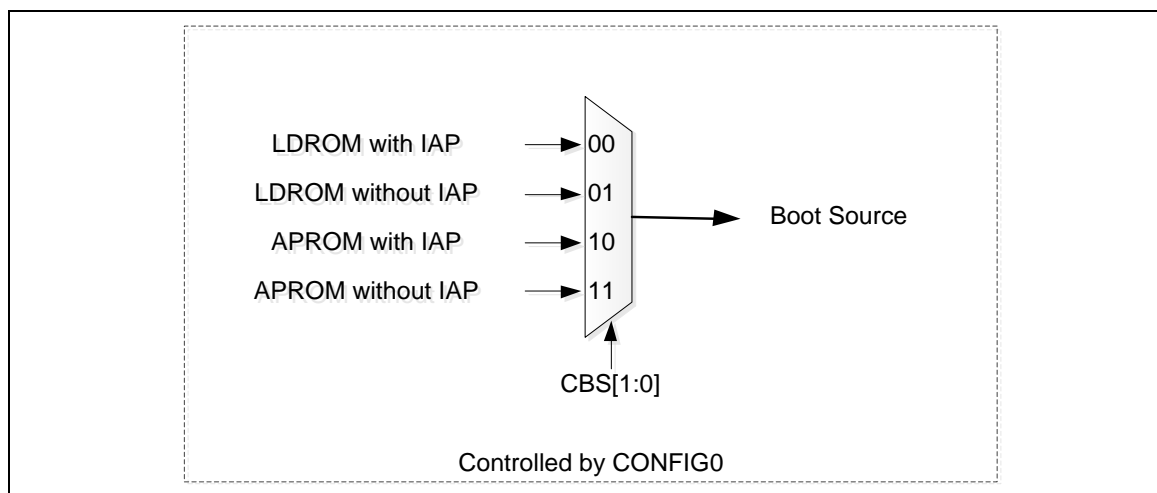 LDROM with IAP
00
LDROM without IAP
01
APROM with IAP
10
APROM without IAP
11
Boot Source
CBS[1:0]
Controlled by CONFIG0